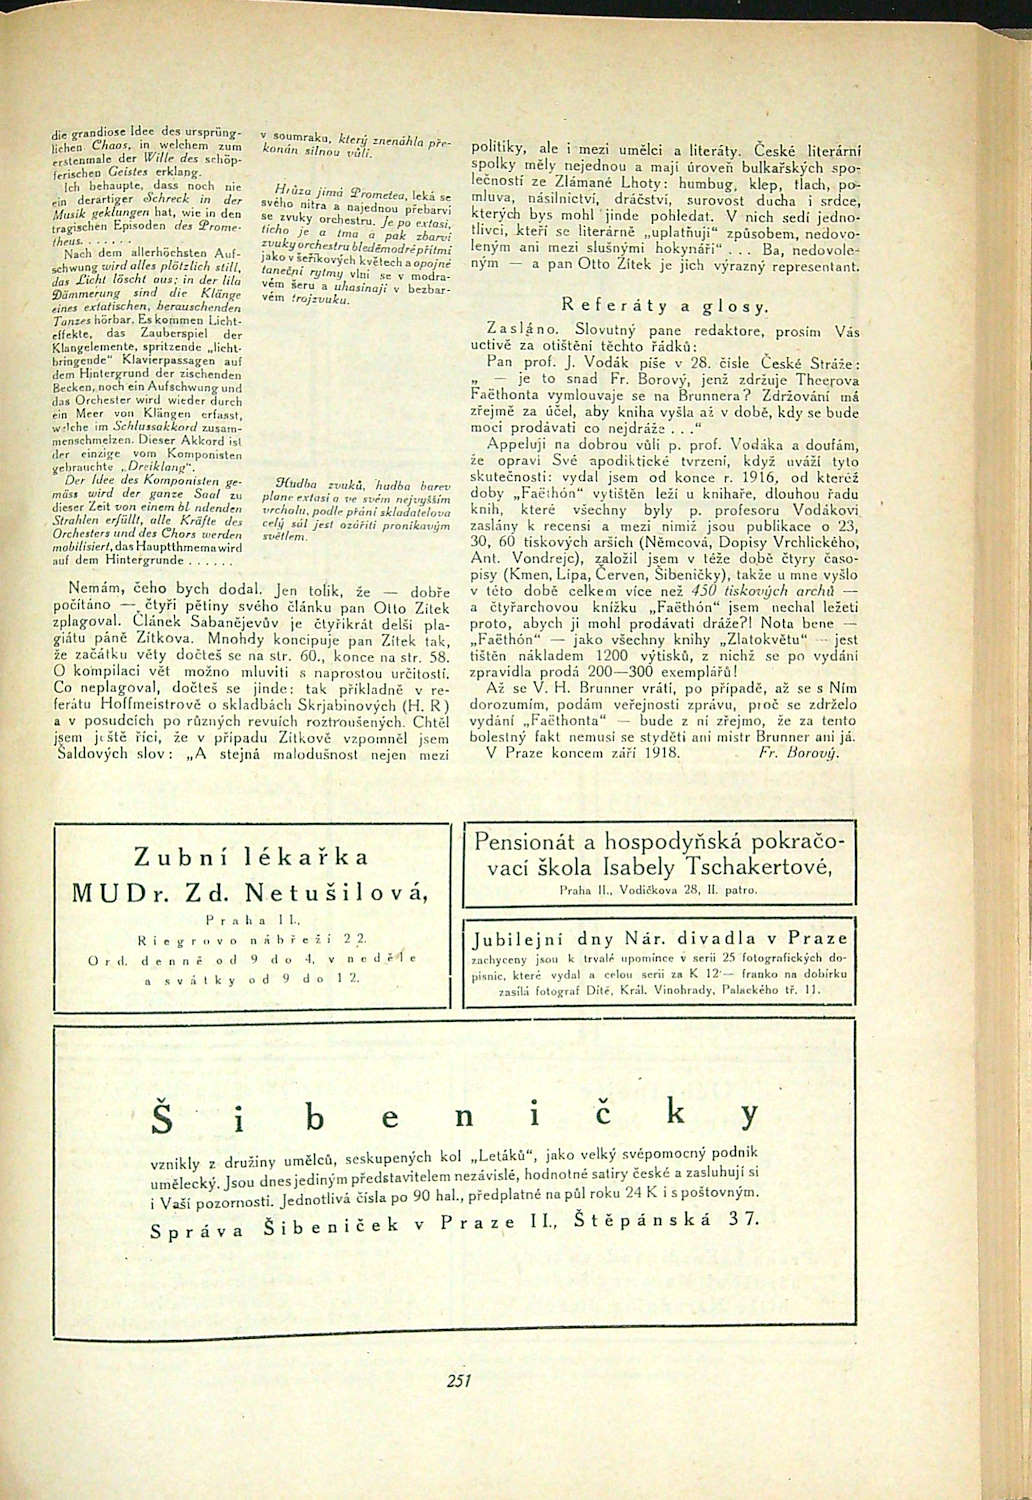 die grandiose Idee des ursprüng-
lichen Chaos, in welchem zum
erstenmale der Wille des schöp-
ferischen Geistes erklang.
Ich behaupte, dass noch nie
ein derartiger Schreck in der
Musik geklungen hat, wie in den
tragischen Episoden des Prome-
theus. . . . . . .
Nach dem allerhöchsten Auf-
schwung wird alles plötzlich still,
das Licht löscht aus; in der lila
Dämmerung sind die Klänge
eines extatischen, berauschenden
Tanzes hörbar. Es kommen Licht-
effekte, das Zauberspiel der
Klangelemente, spritzende „licht-
bringende“ Klavierpassagen auf
dem Hintergrund der zischenden
Becken, noch ein Aufschwung und
das Orchester wird wieder durch
ein Meer von Klängen erfasst,
welche im Schlussakkord zusam-
menschmelzen. Dieser Akkord ist
der einzige vom Komponisten
gebrauchte „Dreiklang“.
Der Idee des Komponisten ge-
mäss wird der ganze Saal zu
dieser Zeit von einem bl ndenden
Strahlen erfüllt, alle Kräfte des
Orchesters und des Chors werden
mobilisiert, das Hauptthmema wird
auf dem Hintergrunde . . . . . .
v soumraku, který znenáhla pře-
konán silnou vůlí.
Hrůza jímá Prometea, leká se
svého nitra a najednou přebarví
se zvuky orchestru. Je po extasi,
ticho je a tma a pak zbarví
zvuky orchestru bleděmodré přítmí
jako v šeříkových květech a opojné
taneční rytmy vlní se v modra-
vém šeru a uhasínají v bezbar-
vém trojzvuku.
Hudba zvuků, hudba barev
plane extasí a ve svém nejvyšším
vrcholu, podle přání skladatelova
celý sál jest ozářiti pronikavým
světlem.
Nemám, čeho bych dodal. Jen tolik, že — dobře
počítáno — čtyři pětiny svého článku pan Otto Zítek
zplagoval. Článek Sabanějevův je čtyřikrát delší pla-
giátu páně Zítkova. Mnohdy koncipuje pan Zítek tak,
že začátku věty dočteš se na str. 60., konce na str. 58.
O kompilaci vět možno mluviti s naprostou určitostí.
Co neplagoval, dočteš se jinde: tak příkladně v re-
ferátu Hoffmeistrově o skladbách Skrjabinových (H. R)
a v posudcích po různých revuích roztroušených. Chtěl
jsem ještě říci, že v případu Zítkově vzpomněl jsem
Šaldových slov: „A stejná malodušnost nejen mezi
politiky, ale i mezi umělci a literáty. České literární
spolky měly nejednou a mají úroveň bulkařských spo-
lečností ze Zlámané Lhoty: humbug, klep, tlach, po-
mluva, násilnictví, dráčství, surovost ducha i srdce,
kterých bys mohl jinde pohledat. V nich sedí jedno-
tlivci, kteří se literárně „uplatňují“ způsobem, nedovo-
leným ani mezi slušnými hokynáři“ . . . Ba, nedovole-
ným — a pan Otto Zítek je jich výrazný representant.
Referáty a glosy.
Zasláno. Slovutný pane redaktore, prosím Vás
uctivě za otištění těchto řádků:
Pan prof. J. Vodák píše v 28. čísle České Stráže:
„ — je to snad Fr. Borový, jenž zdržuje Theerova
Faëthonta vymlouvaje se na Brunnera? Zdržování má
zřejmě za účel, aby kniha vyšla až v době, kdy se bude
moci prodávati co nejdráže . . .“
Appeluji na dobrou vůli p. prof. Vodáka a doufám,
že opraví Své apodiktické tvrzení, když uváží tyto
skutečnosti: vydal jsem od konce r. 1916, od kteréž
doby „Faëthón“ vytištěn leží u knihaře, dlouhou řadu
knih, které všechny byly p. profesoru Vodákovi
zaslány k recensi a mezi nimiž jsou publikace o 23,
30, 60 tiskových arších (Němcová, Dopisy Vrchlického,
Ant. Vondrejc), založil jsem v téže době čtyry časo-
pisy (Kmen, Lípa, Červen, Šibeničky), takže u mne vyšlo
v této době celkem více než 450 tiskových archů —
a čtyřarchovou knížku „Faëthón“ jsem nechal ležeti
proto, abych ji mohl prodávati dráže?! Nota bene —
„Faëthón“ — jako všechny knihy „Zlatokvětu“ — jest
tištěn nákladem 1200 výtisků, z nichž se po vydání
zpravidla prodá 200—300 exemplářů!
Až se V. H. Brunner vrátí, po případě, až se s Ním
dorozumím, podám veřejnosti zprávu, proč se zdrželo
vydání „Faëthonta“ — bude z ní zřejmo, že za tento
bolestný fakt nemusí se styděti ani mistr Brunner ani já.
V Praze koncem září 1918. Fr. Borový.
Zubní lékařka
MUDr. Zd. Netušilová,
Praha II.,
Riegrovo nábřeží 22.
Ord. denně od 9 do 4, v neděle
a svátky od 9 do 12.
Pensionát a hospodyňská pokračo-
vací škola Isabely Tschakertové,
Praha II., Vodičkova 28, II. patro.
Jubilejní dny Nár. divadla v Praze
zachyceny jsou k trvalé upomínce v serii 25 fotografických do-
pisnic, které vydal a celou serii za K 12·— franko na dobírku
zasílá fotograf Dítě, Král. Vinohrady, Palackého tř. 11.
Šibeničky
vznikly z družiny umělců, seskupených kol „Letáků“, jako velký svépomocný podnik
umělecký. Jsou dnes jediným představitelem nezávislé, hodnotné satiry české a zasluhují si
i Vaší pozornosti. Jednotlivá čísla po 90 hal., předplatné na půl roku 24 K i s poštovným.
Správa Šibeniček v Praze II., Štěpánská 37.
251